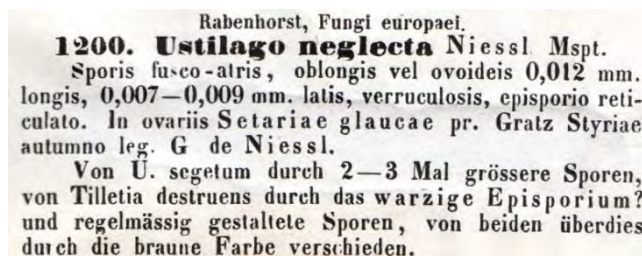 Rabenhorst, Fungi europaei.
1200. Ustilago neglecta Niessl Mspt.
Sporis fusco-atris, oblongis vel ovoideis 0,012 mm.
longis, 0,007—0,009 mm. latis, verruculosis, episporio reti-
culato. In ovariis Setariae glaucae pr. Gratz Styriae
autumno leg. G de Niessl.
Von U. segetum durch 2—3 Mal grössere Sporen,
von Tilletia destruens durch das warzige Episporium?
und regelmässig gestaltete Sporen, von beiden überdies
durch die braune Farbe verschieden.